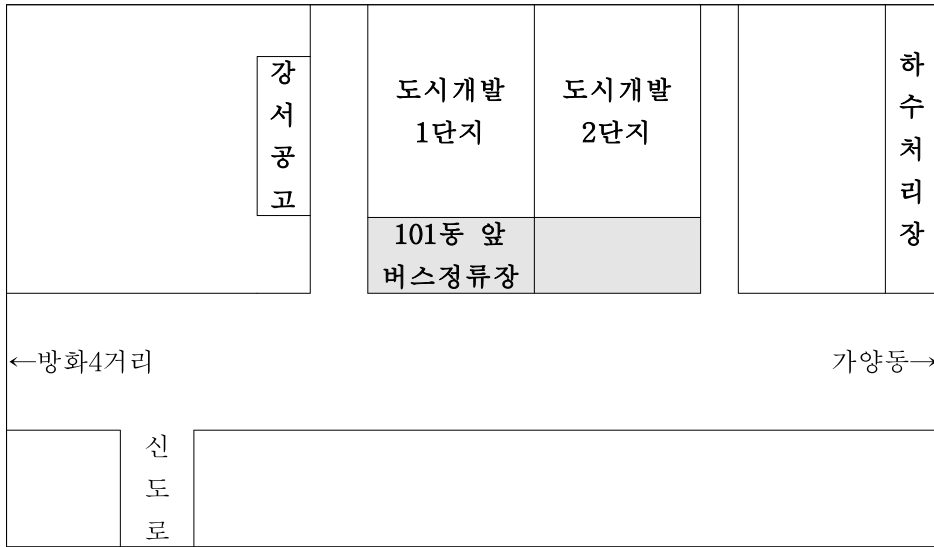 강서공고
도시개발
1단지
도시개발
2단지
하수처리장
101동 앞
버스정류장
←방화4거리
가양동→
신도로